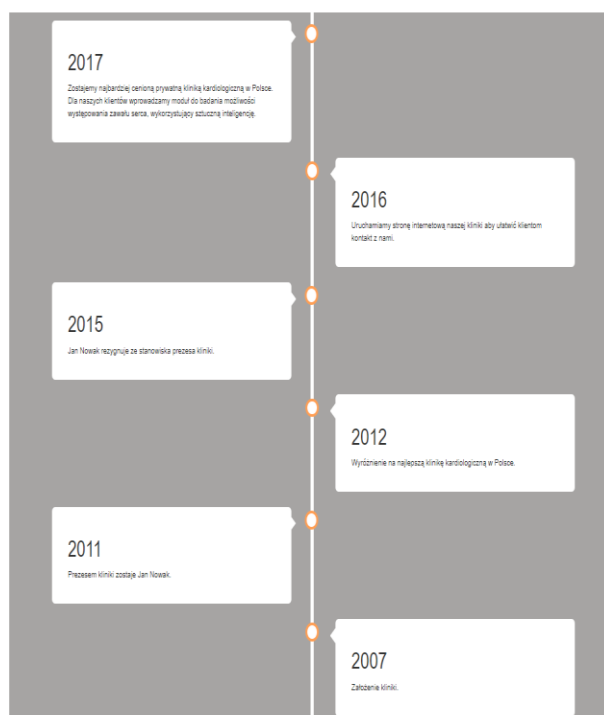 2017
Zostajemy najbardziej cenioną prywatną kliniką kardiologiczną w Polsce.
Dla naszych klientów wprowadzamy moduł do badania możliwości
występowania zawału serca, wykorzystujący sztuczną inteligencję.
2016
Uruchamiamy stronę internetową naszej kliniki aby ułatwić klientom
kontakt z nami.
2015
Jan Nowak rezygnuje ze stanowiska prezesa kliniki.
2012
Wyróżnienie na najlepszą klinikę kardiologiczną w Polsce.
2011
Prezesem kliniki zostaje Jan Nowak.
2007
Założenie kliniki.